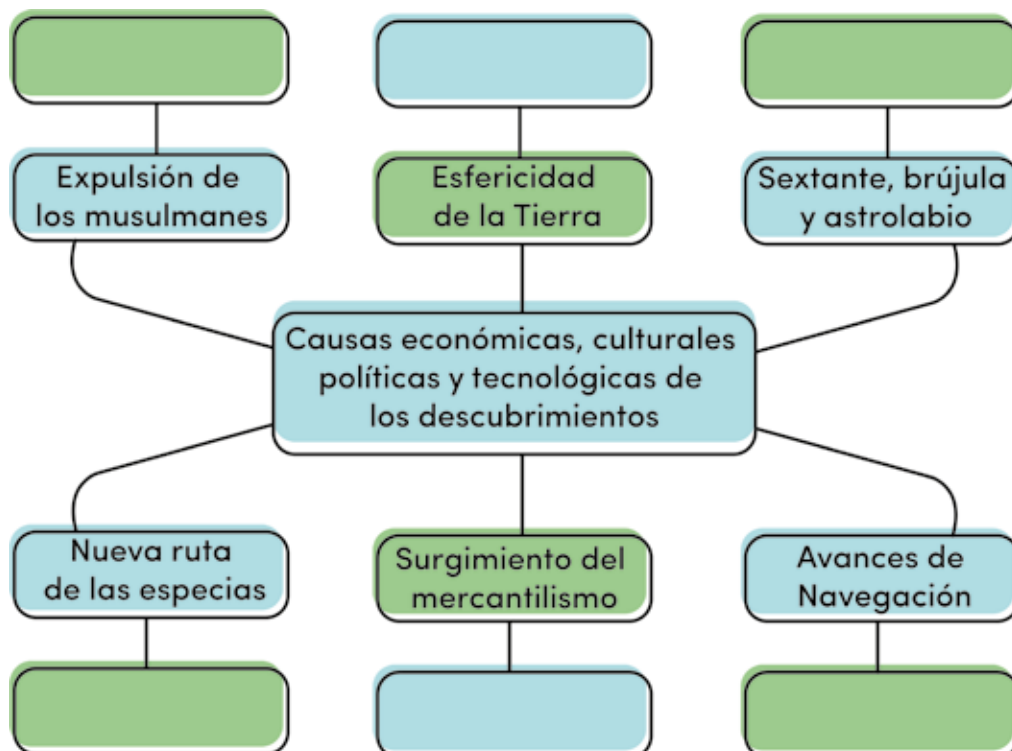 Expulsión de
los musulmanes
Esfericidad
de la Tierra
Sextante, brújula
y astrolabio
Causas económicas, culturales
políticas y tecnológicas de
los descubrimientos
Nueva ruta
de las especias
Surgimiento del
mercantilismo
Avances de
Navegación